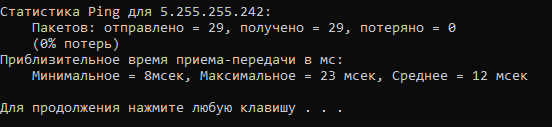 Статистика Ping для 5.255.255.242:
Пакетов: отправлено = 29, получено = 29, потеряно = 0
(0% потерь)
Приблизительное время приема-передачи в мс:
Минимальное = 8мсек, Максимальное = 23 мсек, Среднее = 12 мсек
Для продолжения нажмите любую клавишу . . .